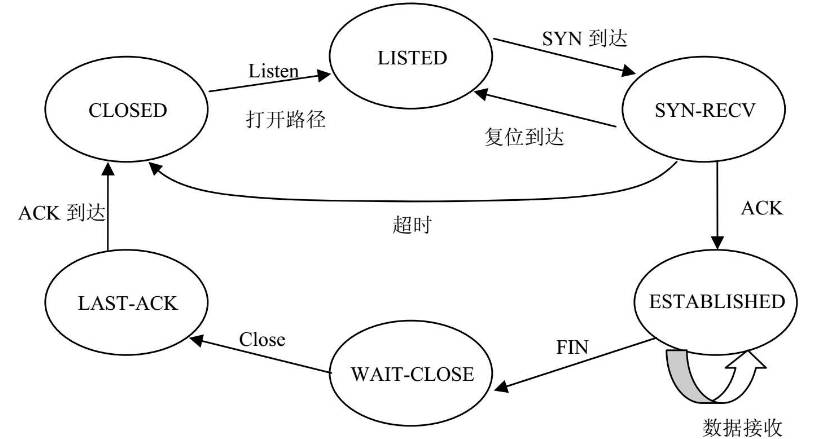 LISTED
SYN 到达
Listen
CLOSED
SYN-RECV
打开路径
复位到达
ACK 到达
超时
ACK
LAST-ACK
ESTABLISHED
Close
FIN
WAIT-CLOSE
数据接收